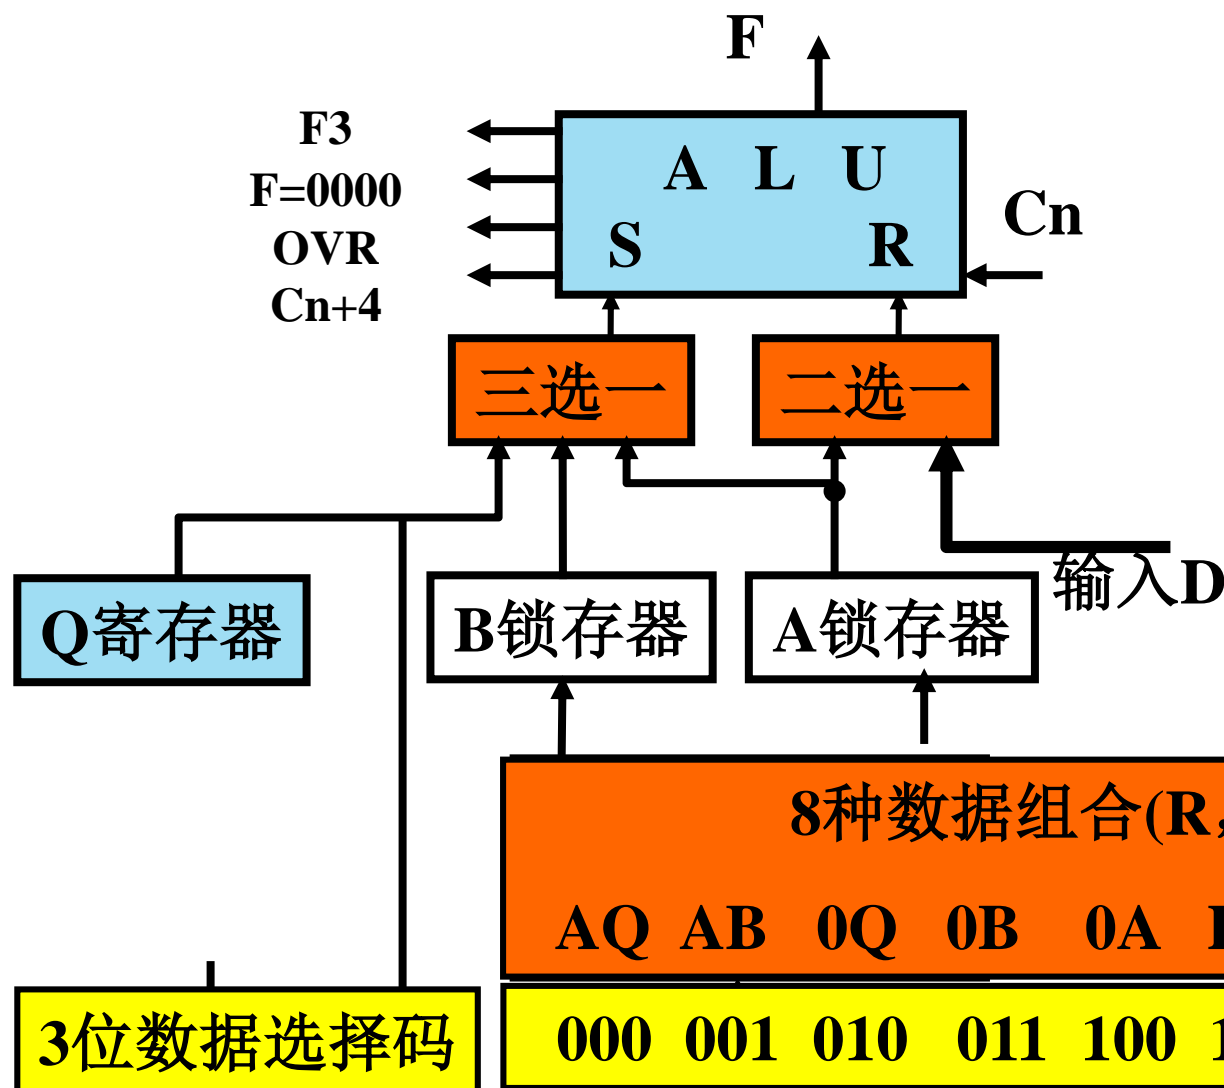 F
F3
F=0000
OVR
Cn+4
A L U
S R
Cn
三选一
二选一
输入D
Q寄存器
B锁存器
A锁存器
8种数据组合(R,
AQ AB 0Q 0B 0A
3位数据选择码
000 001 010 011 100 1